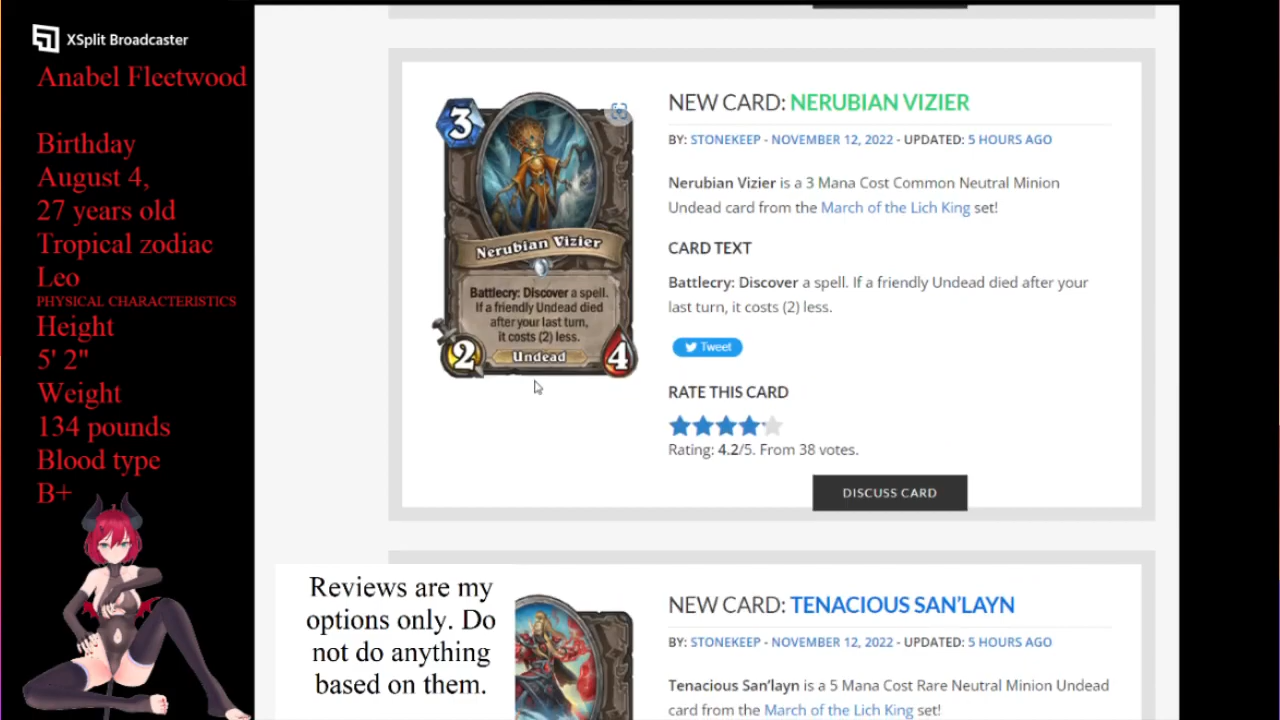 XSplit Broadcaster
Anabel Fleetwood
Birthday
August 4,
27 years old
Tropical zodiac
Leo
PHYSICAL CHARACTERISTICS
Height
5' 2"
Weight
134 pounds
Blood type
B+
3
Nerubian Vizier
Battlecry: Discover a spell.
If a friendly Undead died
after your last turn,
it costs (2) less.
2
Undead
4
NEW CARD: NERUBIAN VIZIER
BY: STONEKEEP - NOVEMBER 12, 2022 - UPDATED: 5 HOURS AGO
Nerubian Vizier is a 3 Mana Cost Common Neutral Minion
Undead card from the March of the Lich King set!
CARD TEXT
Battlecry: Discover a spell. If a friendly Undead died after your
last turn, it costs (2) less.
Tweet
RATE THIS CARD
Rating: 4.2/5. From 38 votes.
DISCUSS CARD
Reviews are my
options only. Do
not do anything
based on them.
NEW CARD: TENACIOUS SAN'LAYN
BY: STONEKEEP - NOVEMBER 12, 2022 - UPDATED: 5 HOURS AGO
Tenacious San'layn is a 5 Mana Cost Rare Neutral Minion Undead
card from the March of the Lich King set!